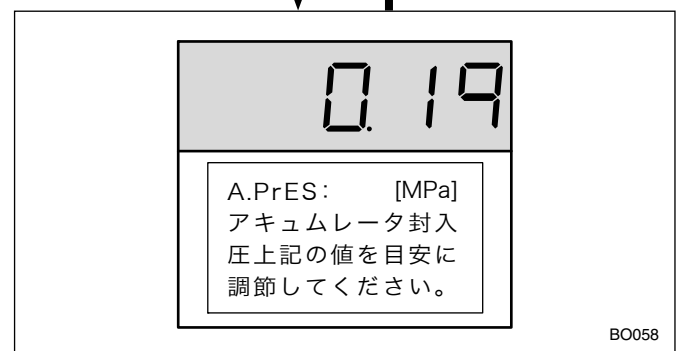 0.19
A.PrES: [MPa]
アキュムレータ封入
圧上記の値を目安に
調節してください。
BO058